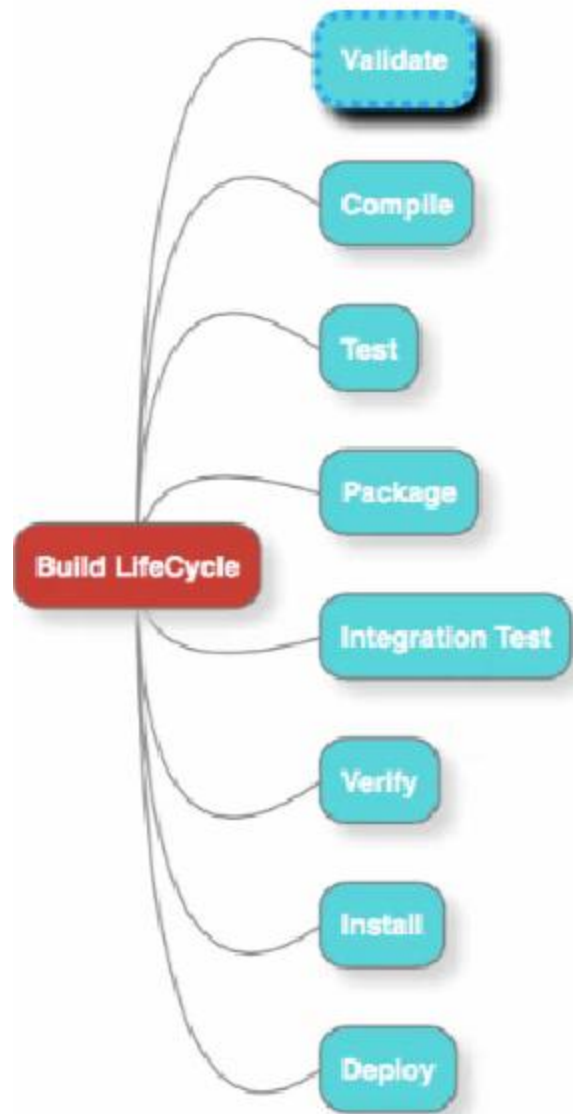 Validate
Compile
Test
Package
Build LifeCycle
Integration Test
Verify
Install
Deploy